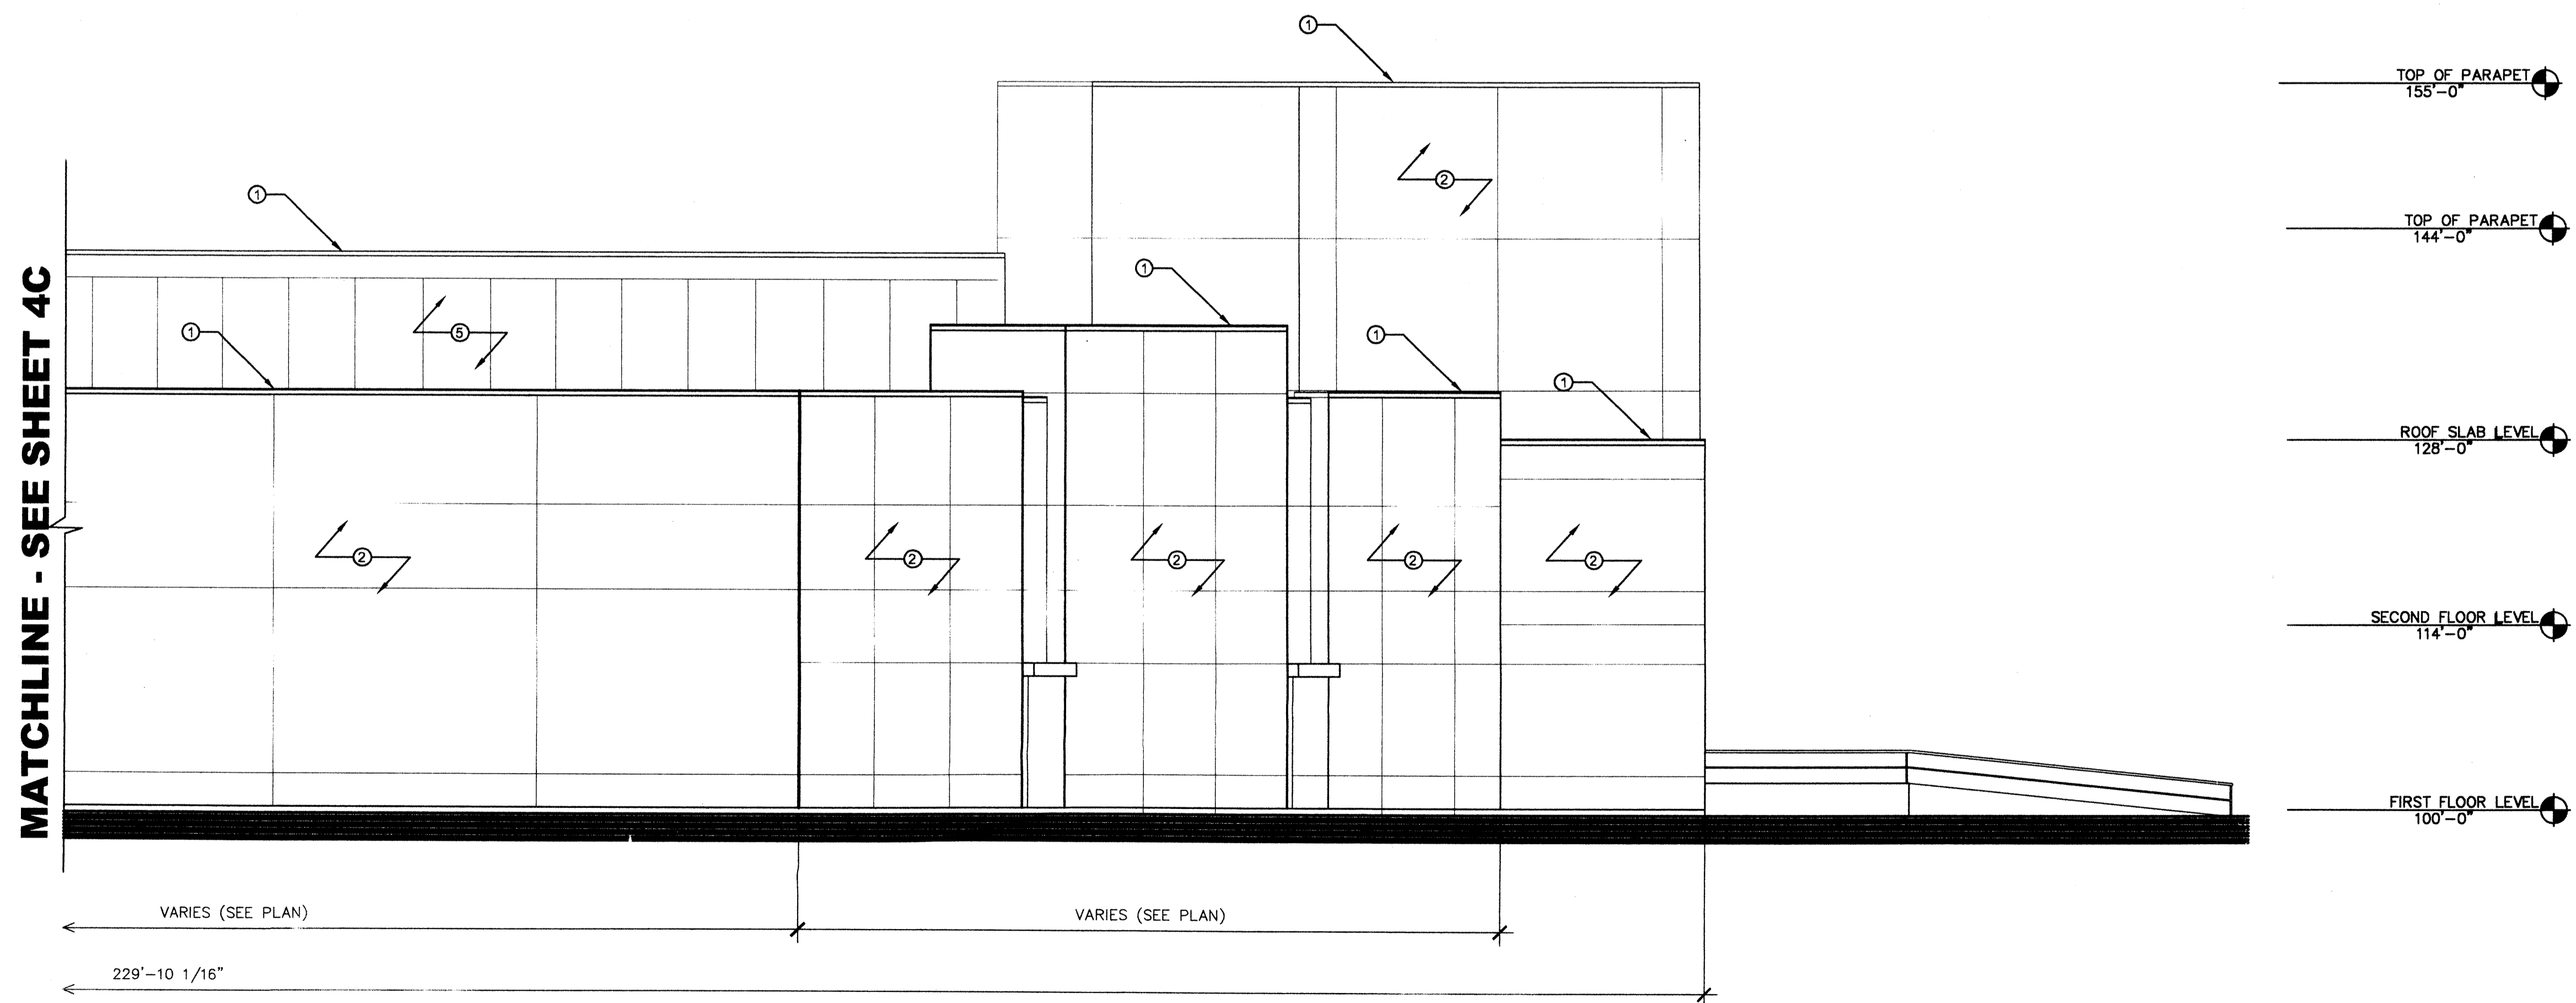 MATCHLINE - SEE SHEET 4C
1
TOP OF PARAPET
155'-0"
2
1
TOP OF PARAPET
144'-0"
1
1
5
1
1
1
ROOF SLAB LEVEL
128'-0"
2
2
2
2
2
SECOND FLOOR LEVEL
114'-0"
FIRST FLOOR LEVEL
100'-0"
VARIES (SEE PLAN)
VARIES (SEE PLAN)
229'-10 1/16"